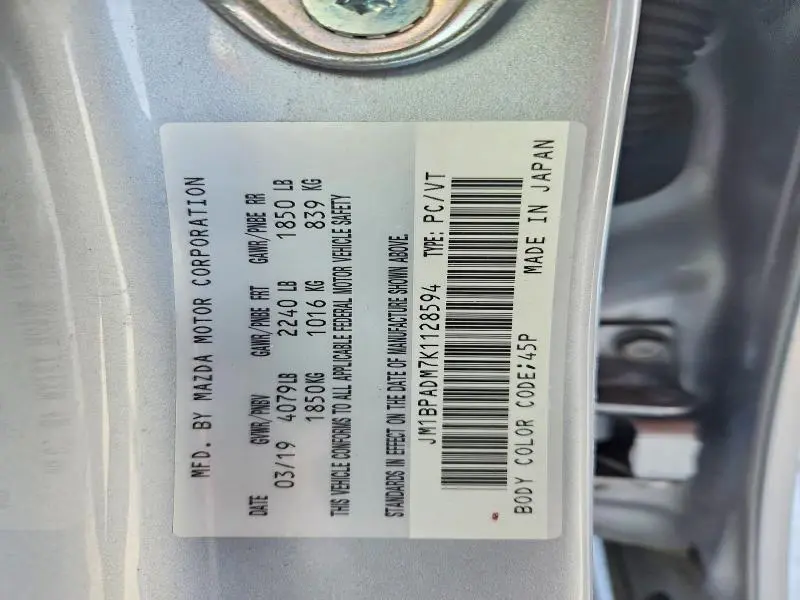 MFD. BY MAZDA MOTOR CORPORATION
DATE GVWR/PNBV GAWR/PNBE FRT GAWR/PNBE RR
03/19 4079LB 2240 LB 1850 LB
1850KG 1016 KG 839 KG
THIS VEHICLE CONFORMS TO ALL APPLICABLE FEDERAL MOTOR VEHICLE SAFETY
STANDARDS IN EFFECT ON THE DATE OF MANUFACTURE SHOWN ABOVE.
JM1BPADM7K1128594 TYPE: PC/VT
BODY COLOR CODE;45P MADE IN JAPAN